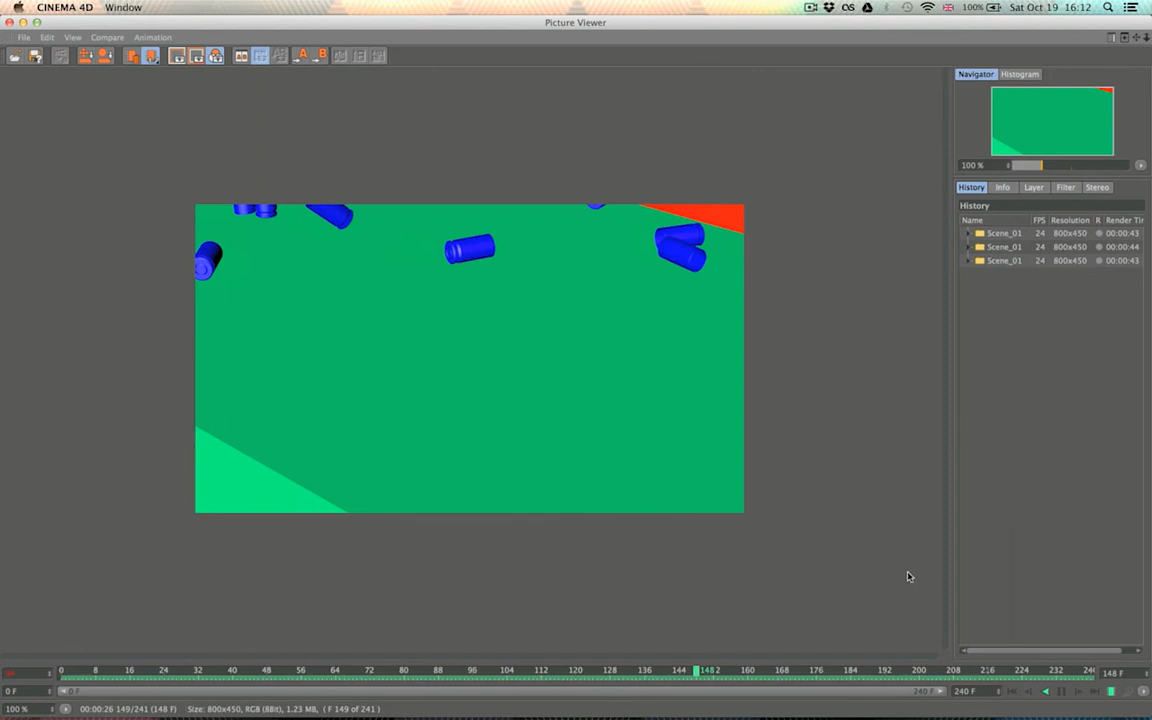 CINEMA 4D Window 100% Sat Oct 19 16:12
Picture Viewer
File Edit View Compare Animation
Navigator Histogram
100 %
History Info Layer Filter Stereo
History
Name FPS Resolution R Render Tir
Scene_01 24 800x450 00:00:43
Scene_01 24 800x450 00:00:44
Scene_01 24 800x450 00:00:43
0 8 16 24 32 40 48 56 64 72 80 88 96 104 112 120 128 136 144 1482 160 168 176 184 192 200 208 216 224 232 24 148 F
0 F 0 F 240 F 240 F
100 % 00:00:26 149/241 (148 F) Size: 800x450, RGB (8Bit), 1.23 MB, ( F 149 of 241 )